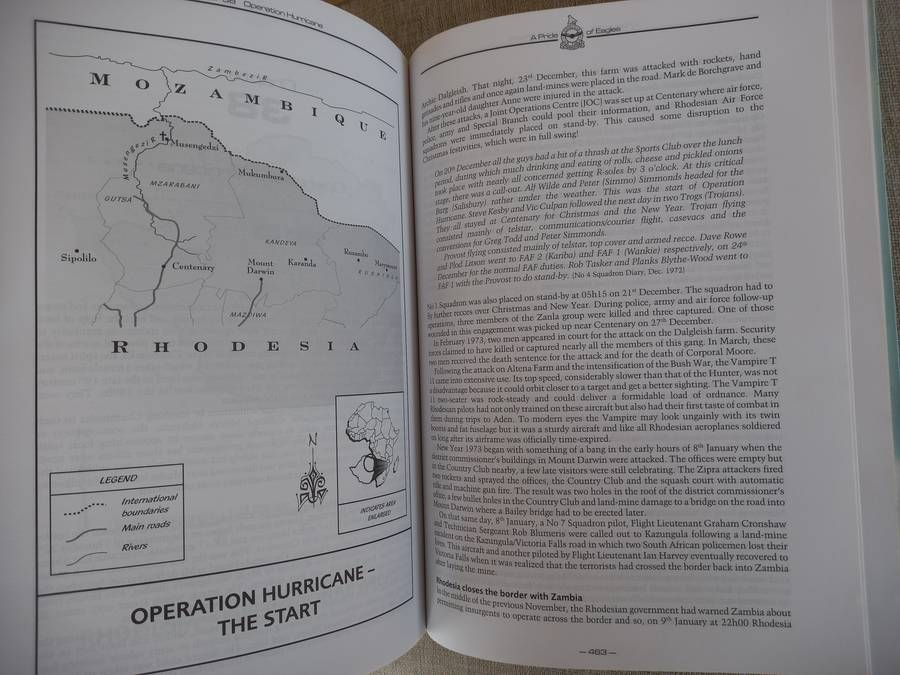 Operation Hurricane
MOZAMBIQUE
Zambezi R.
Musengezi R.
Musengedzi
Mukumbura
MZARABANI
GUTSA
KANDEYA
Sipolilo
Centenary
Mount
Darwin
Karanda
Rusambo
Marymount
MAZDIWA
RHODESIA
N
LEGEND
International
boundaries
Main roads
Rivers
INDICATES AREA
ENLARGED
OPERATION HURRICANE –
THE START
A Pride of Eagles
Archie Dalgleish. That night, 23rd December, this farm was attacked with rockets, hand
grenades and rifles and once again land-mines were placed in the road. Mark de Borchgrave and
his nine-year-old daughter Anne were injured in the attack.
After these attacks, a Joint Operations Centre (JOC) was set up at Centenary where air force,
police, army and Special Branch could pool their information, and Rhodesian Air Force
squadrons were immediately placed on stand-by. This caused some disruption to the
Christmas festivities, which were in full swing!
On 20th December all the guys had a bit of a thrash at the Sports Club over the lunch
period, during which much drinking and eating of rolls, cheese and pickled onions
took place with nearly all concerned getting R-soles by 3 o'clock. At this critical
stage, there was a call-out. Alf Wilde and Peter (Simmo) Simmonds headed for the
Burg (Salisbury) rather under the weather. This was the start of Operation
Hurricane. Steve Kesby and Vic Culpan followed the next day in two Trogs (Trojans).
They all stayed at Centenary for Christmas and the New Year. Trojan flying
consisted mainly of telstar, communications/courier flight, casevacs and the
conversions for Greg Todd and Peter Simmonds.
Provost flying consisted mainly of telstar, top cover and armed recce. Dave Rowe
and Plod Lixon went to FAF 2 (Kariba) and FAF 1 (Wankie) respectively, on 24th
December for the normal FAF duties. Rob Tasker and Planks Blythe-Wood went to
FAF 1 with the Provost to do stand-by. (No 4 Squadron Diary, Dec. 1972)
No 1 Squadron was also placed on stand-by at 05h15 on 21st December. The squadron had to
fly further recces over Christmas and New Year. During police, army and air force follow-up
operations, three members of the Zanla group were killed and three captured. One of those
wounded in this engagement was picked up near Centenary on 27th December.
In February 1973, two men appeared in court for the attack on the Dalgleish farm. Security
forces claimed to have killed or captured nearly all the members of this gang. In March, these
two men received the death sentence for the attack and for the death of Corporal Moore.
Following the attack on Altena Farm and the intensification of the Bush War, the Vampire T
11 came into extensive use. Its top speed, considerably slower than that of the Hunter, was not
a disadvantage because it could orbit closer to a target and get a better sighting. The Vampire T
11 two-seater was rock-steady and could deliver a formidable load of ordnance. Many
Rhodesian pilots had not only trained on these aircraft but also had their first taste of combat in
them during trips to Aden. To modern eyes the Vampire may look ungainly with its twin
booms and fat fuselage but it was a sturdy aircraft and like all Rhodesian aeroplanes soldiered
on long after its airframe was officially time-expired.
New Year 1973 began with something of a bang in the early hours of 8th January when the
district commissioner's buildings in Mount Darwin were attacked. The offices were empty but
in the Country Club nearby, a few late visitors were still celebrating. The Zipra attackers fired
two rockets and sprayed the offices, the Country Club and the squash court with automatic
rifle and machine gun fire. The result was two holes in the root of the district commissioner's
office, a few bullet holes in the Country Club and land-mine damage to a bridge on the road into
Mount Darwin where a Bailey bridge had to be erected later.
On that same day, 8th January, a No 7 Squadron pilot, Flight Lieutenant Graham Cronshaw
and Technician Sergeant Rob Blumeris were called out to Kazungula following a land-mine
incident on the Kazungula/Victoria Falls road in which two South African policemen lost their
lives. This aircraft and another piloted by Flight Lieutenant Ian Harvey eventually recovered to
Victoria Falls when it was realized that the terrorists had crossed the border back into Zambia
after laying the mine.
Rhodesia closes the border with Zambia
In the middle of the previous November, the Rhodesian government had warned Zambia about
permitting insurgents to operate across the border and so, on 9th January at 22h00 Rhodesia
– 463 –